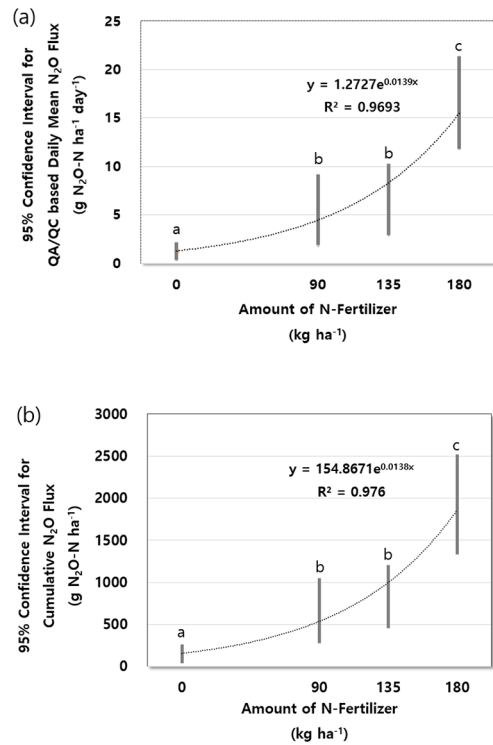 (a)
95% Confidence Interval for
QA/QC based Daily Mean N₂O Flux
(g N₂O-N ha⁻¹ day⁻¹)
25
20
15
10
5
0
y = 1.2727e^0.0139x
R² = 0.9693
a
b
b
c
0 90 135 180
Amount of N-Fertilizer
(kg ha⁻¹)
(b)
95% Confidence Interval for
Cumulative N₂O Flux
(g N₂O-N ha⁻¹)
3000
2500
2000
1500
1000
500
0
y = 154.8671e^0.0138x
R² = 0.976
a
b
b
c
0 90 135 180
Amount of N-Fertilizer
(kg ha⁻¹)